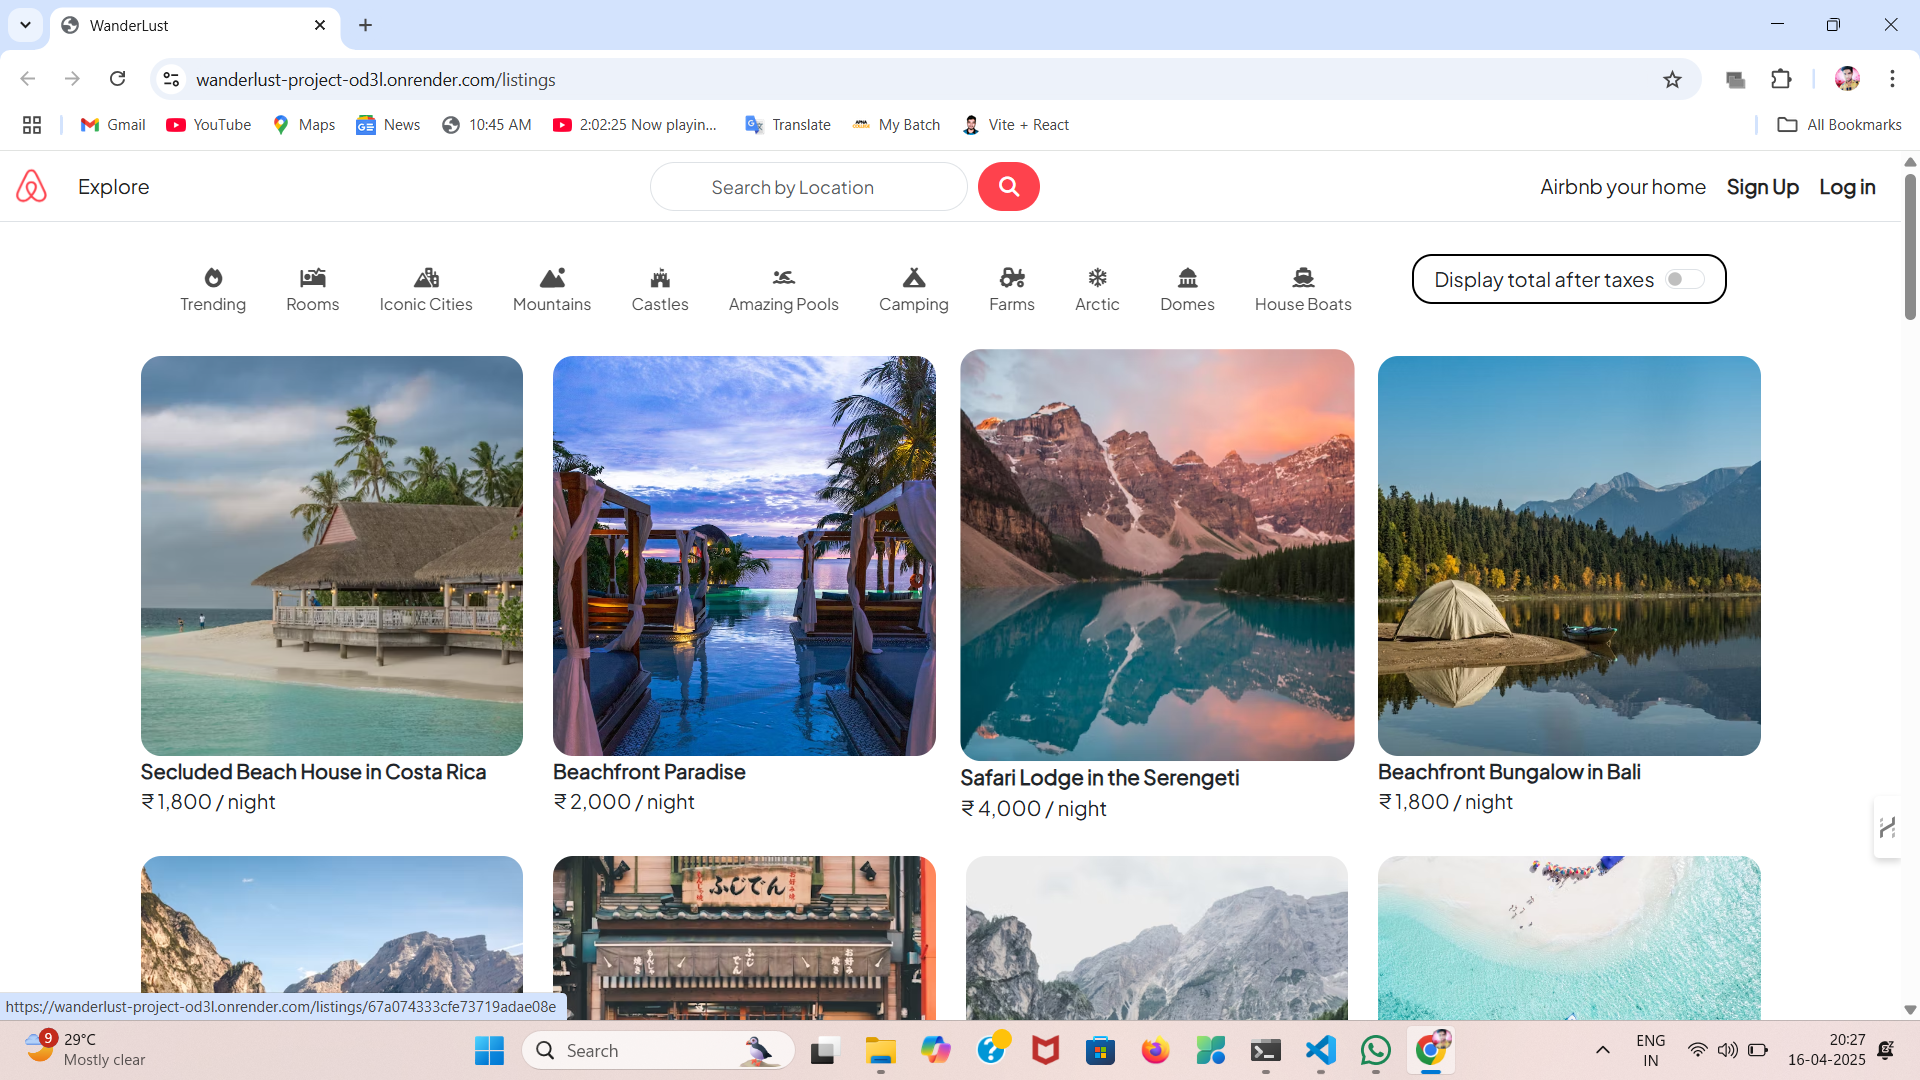 WanderLust
wanderlust-project-od3l.onrender.com/listings
Gmail YouTube Maps News 10:45 AM 2:02:25 Now playin... Translate My Batch Vite + React All Bookmarks
Explore Search by Location Airbnb your home Sign Up Log in
Trending Rooms Iconic Cities Mountains Castles Amazing Pools Camping Farms Arctic Domes House Boats Display total after taxes
Secluded Beach House in Costa Rica
₹1,800 / night
Beachfront Paradise
₹2,000 / night
Safari Lodge in the Serengeti
₹4,000 / night
Beachfront Bungalow in Bali
₹1,800 / night
ふじでん
https://wanderlust-project-od3l.onrender.com/listings/67a074333cfe73719adae08e
9
29°C
Mostly clear
Search
ENG
IN
20:27
16-04-2025